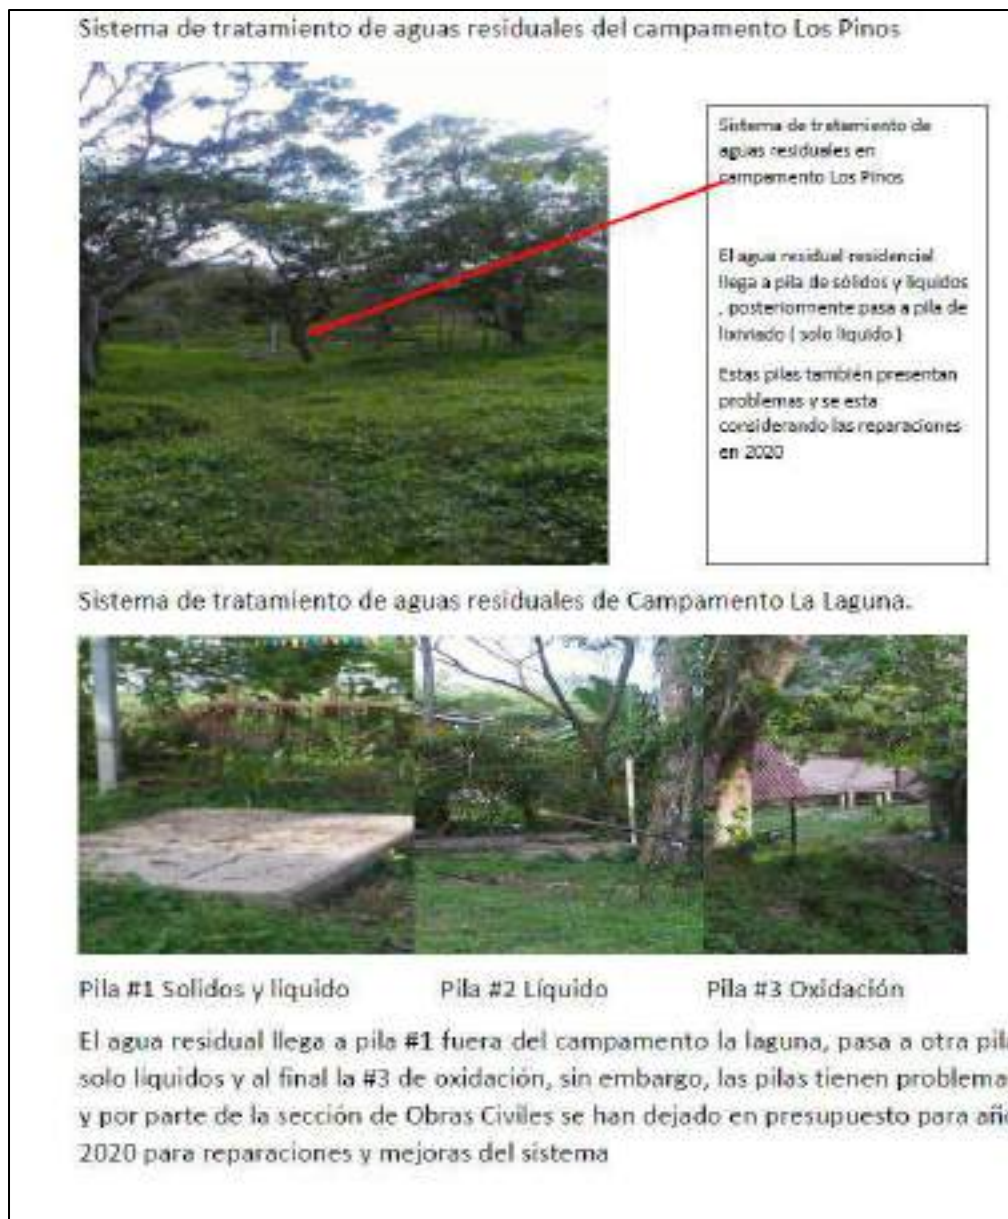 Sistema de tratamiento de aguas residuales del campamento Los Pinos
Sistema de tratamiento de
aguas residuales en
campamento Los Pinos
El agua residual residencial
llega a pila de sólidos y liquidos
, posteriormente pasa a pila de
lixiviado ( solo liquido )
Estas pilas también presentan
problemas y se esta
considerando las reparaciones
en 2020
Sistema de tratamiento de aguas residuales de Campamento La Laguna.
Pila #1 Solidos y liquido
Pila #2 Líquido
Pila #3 Oxidación
El agua residual llega a pila #1 fuera del campamento la laguna, pasa a otra pila
solo liquidos y al final la #3 de oxidación, sin embargo, las pilas tienen problema
y por parte de la sección de Obras Civiles se han dejado en presupuesto para
2020 para reparaciones y mejoras del sistema